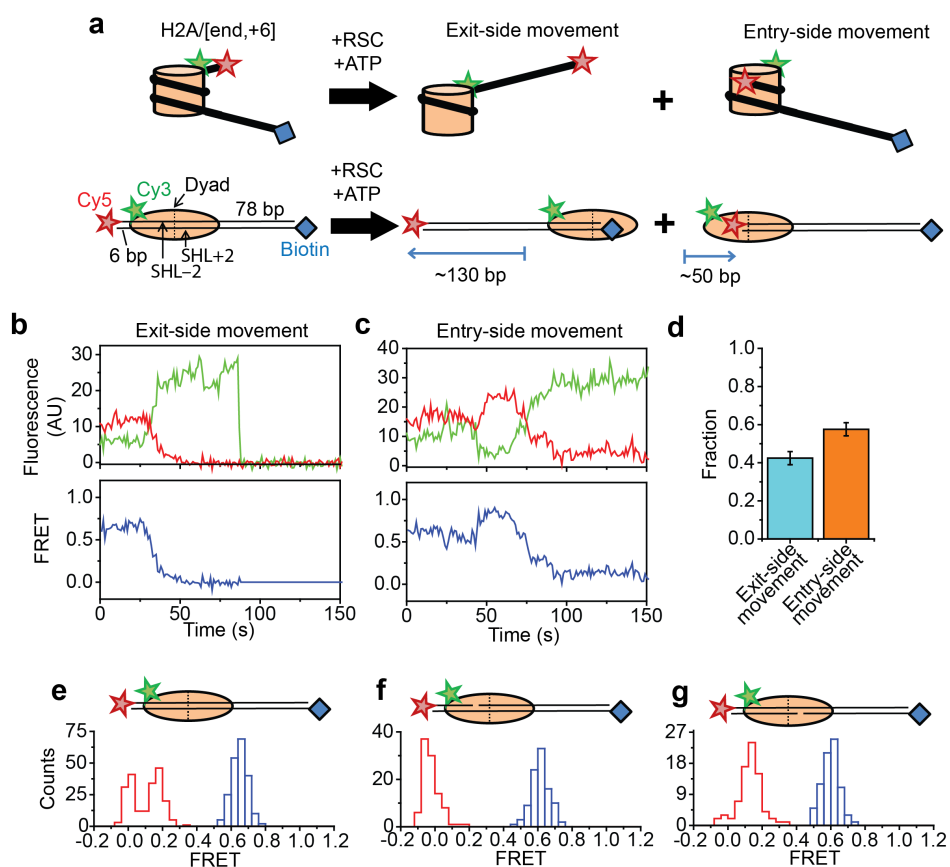 a
H2A/[end,+6]
+RSC
+ATP
Exit-side movement
+
Entry-side movement
Cy5
Cy3
Dyad
78 bp
6 bp
SHL−2
SHL+2
Biotin
+RSC
+ATP
~130 bp
+
~50 bp
b
Exit-side movement
Fluorescence
(AU)
30
20
10
0
FRET
1.0
0.5
0.0
0
50
100
150
Time (s)
c
Entry-side movement
40
30
20
10
0
1.0
0.5
0.0
0
50
100
150
Time (s)
d
Fraction
1.0
0.8
0.6
0.4
0.2
0.0
Exit-side
movement
Entry-side
movement
e
Counts
75
50
25
0
-0.2 0.0 0.2 0.4 0.6 0.8 1.0 1.2
FRET
f
40
20
0
-0.2 0.0 0.2 0.4 0.6 0.8 1.0 1.2
FRET
g
27
18
9
0
-0.2 0.0 0.2 0.4 0.6 0.8 1.0 1.2
FRET